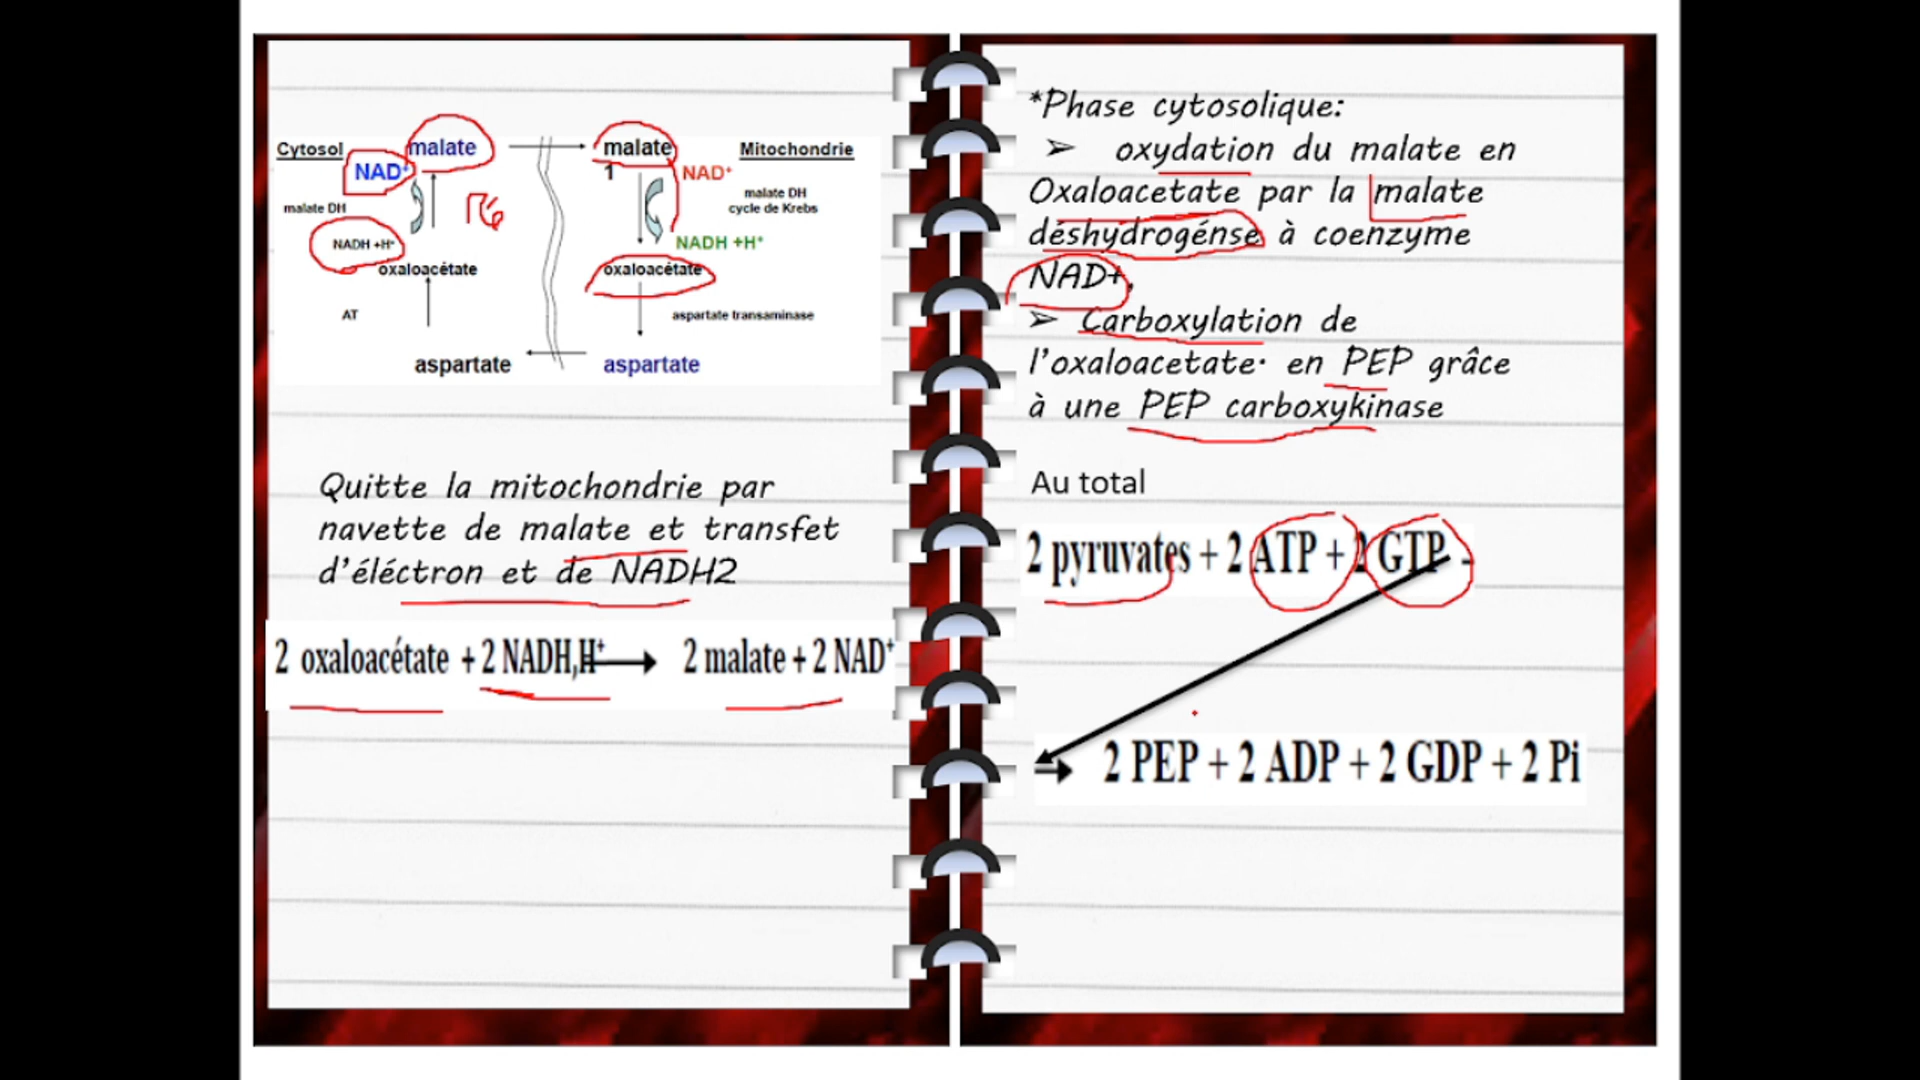 Cytosol malate malate Mitochondrie
NAD⁺ 1 NAD⁺
malate DH malate DH
cycle de Krebs
NADH +H⁺ NADH +H⁺
oxaloacétate oxaloacétate
AT aspartate transaminase
aspartate aspartate
Quitte la mitochondrie par
navette de malate et transfet
d'éléctron et de NADH2
2 oxaloacétate + 2 NADH,H⁺ → 2 malate + 2 NAD⁺
*Phase cytosolique:
➢ oxydation du malate en
Oxaloacetate par la malate
déshydrogénse à coenzyme
NAD+.
➢ Carboxylation de
l'oxaloacetate· en PEP grâce
à une PEP carboxykinase
Au total
2 pyruvates + 2 ATP + 2 GTP
→ 2 PEP + 2 ADP + 2 GDP + 2 Pi